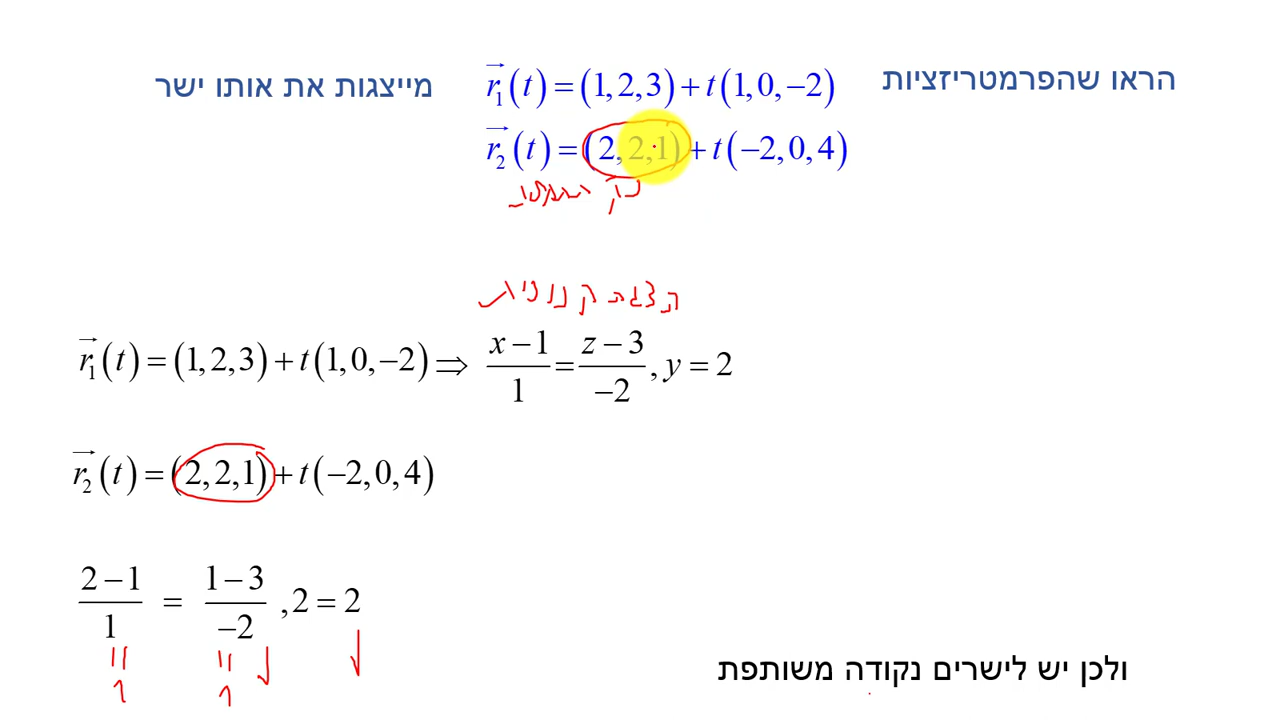 הראו שהפרמטריזציות r₁(t) = (1, 2, 3) + t(1, 0, −2) מייצגות את אותו ישר
r₂(t) = (2, 2, 1) + t(−2, 0, 4)
הצגה קנונית
r₁(t) = (1, 2, 3) + t(1, 0, −2) ⇒ (x − 1)/1 = (z − 3)/−2, y = 2
r₂(t) = (2, 2, 1) + t(−2, 0, 4)
(2 − 1)/1 = (1 − 3)/−2, 2 = 2
ולכן יש לישרים נקודה משותפת